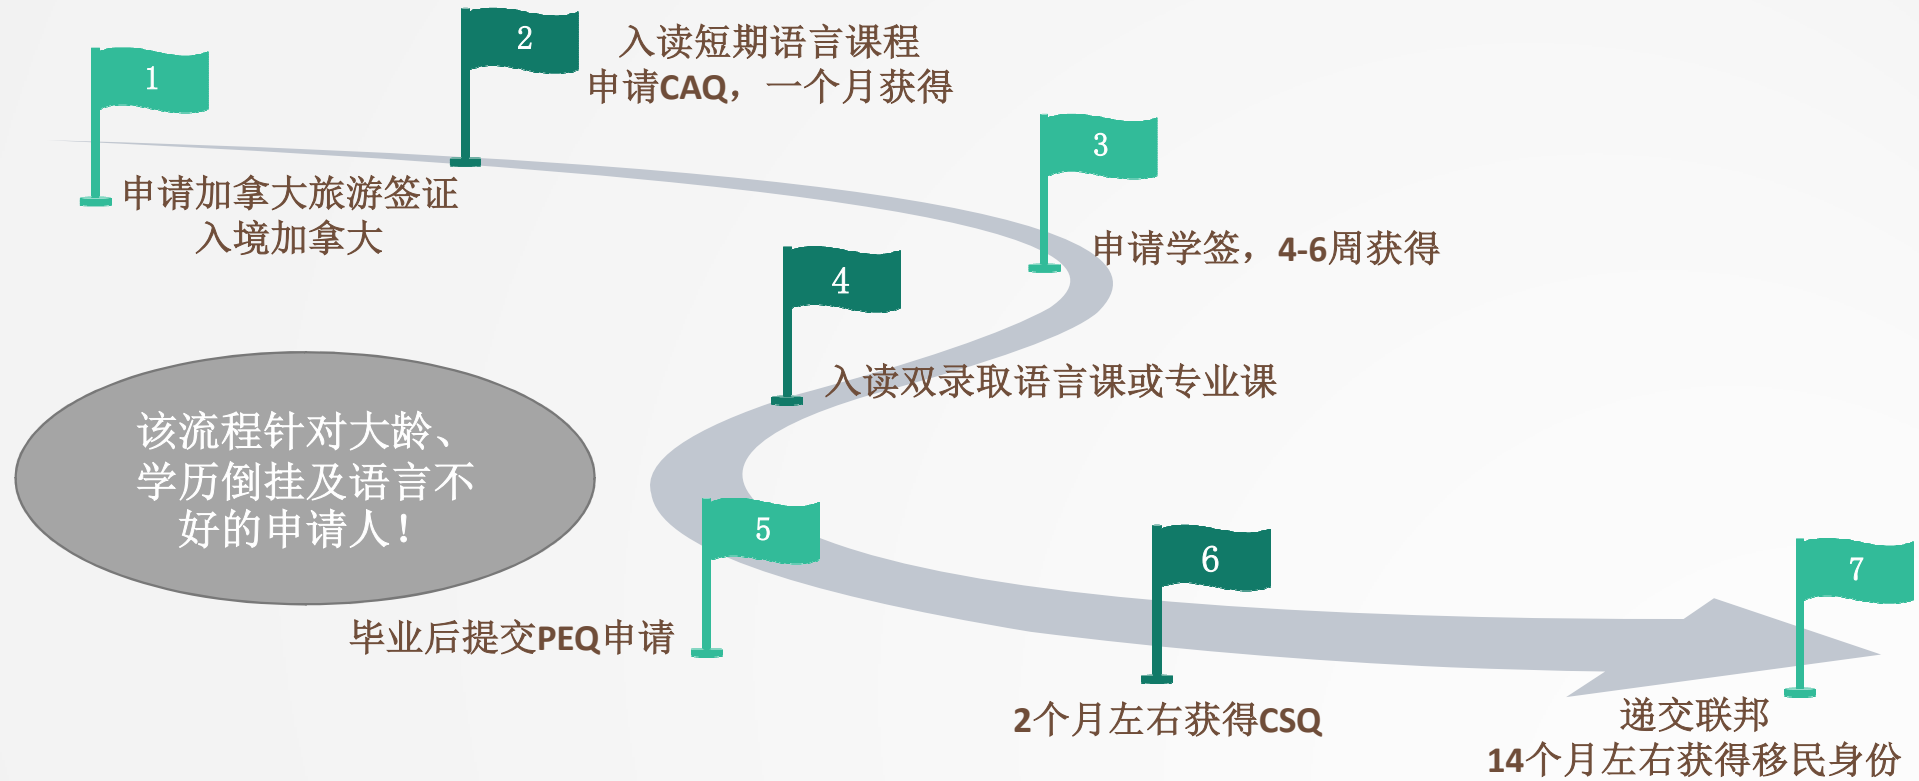 1
申请加拿大旅游签证
入境加拿大
2
入读短期语言课程
申请CAQ，一个月获得
3
申请学签，4-6周获得
4
入读双录取语言课或专业课
该流程针对大龄、
学历倒挂及语言不
好的申请人！
5
毕业后提交PEQ申请
6
2个月左右获得CSQ
7
递交联邦
14个月左右获得移民身份